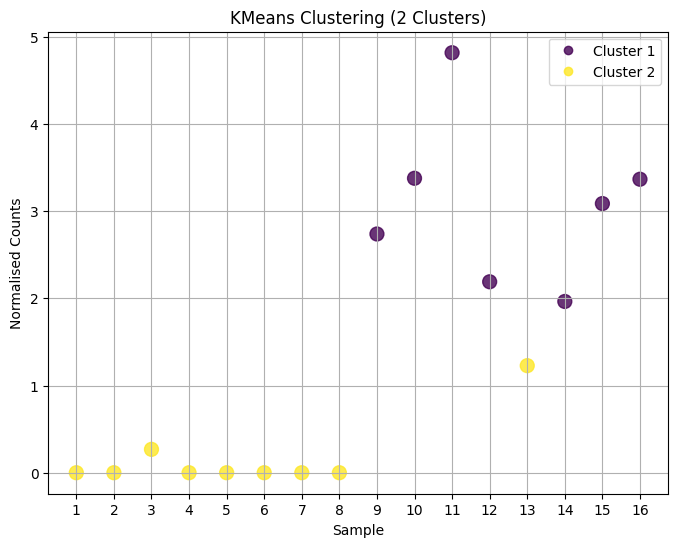 KMeans Clustering (2 Clusters)
Cluster 1
Cluster 2
Normalised Counts
5
4
3
2
1
0
1 2 3 4 5 6 7 8 9 10 11 12 13 14 15 16
Sample